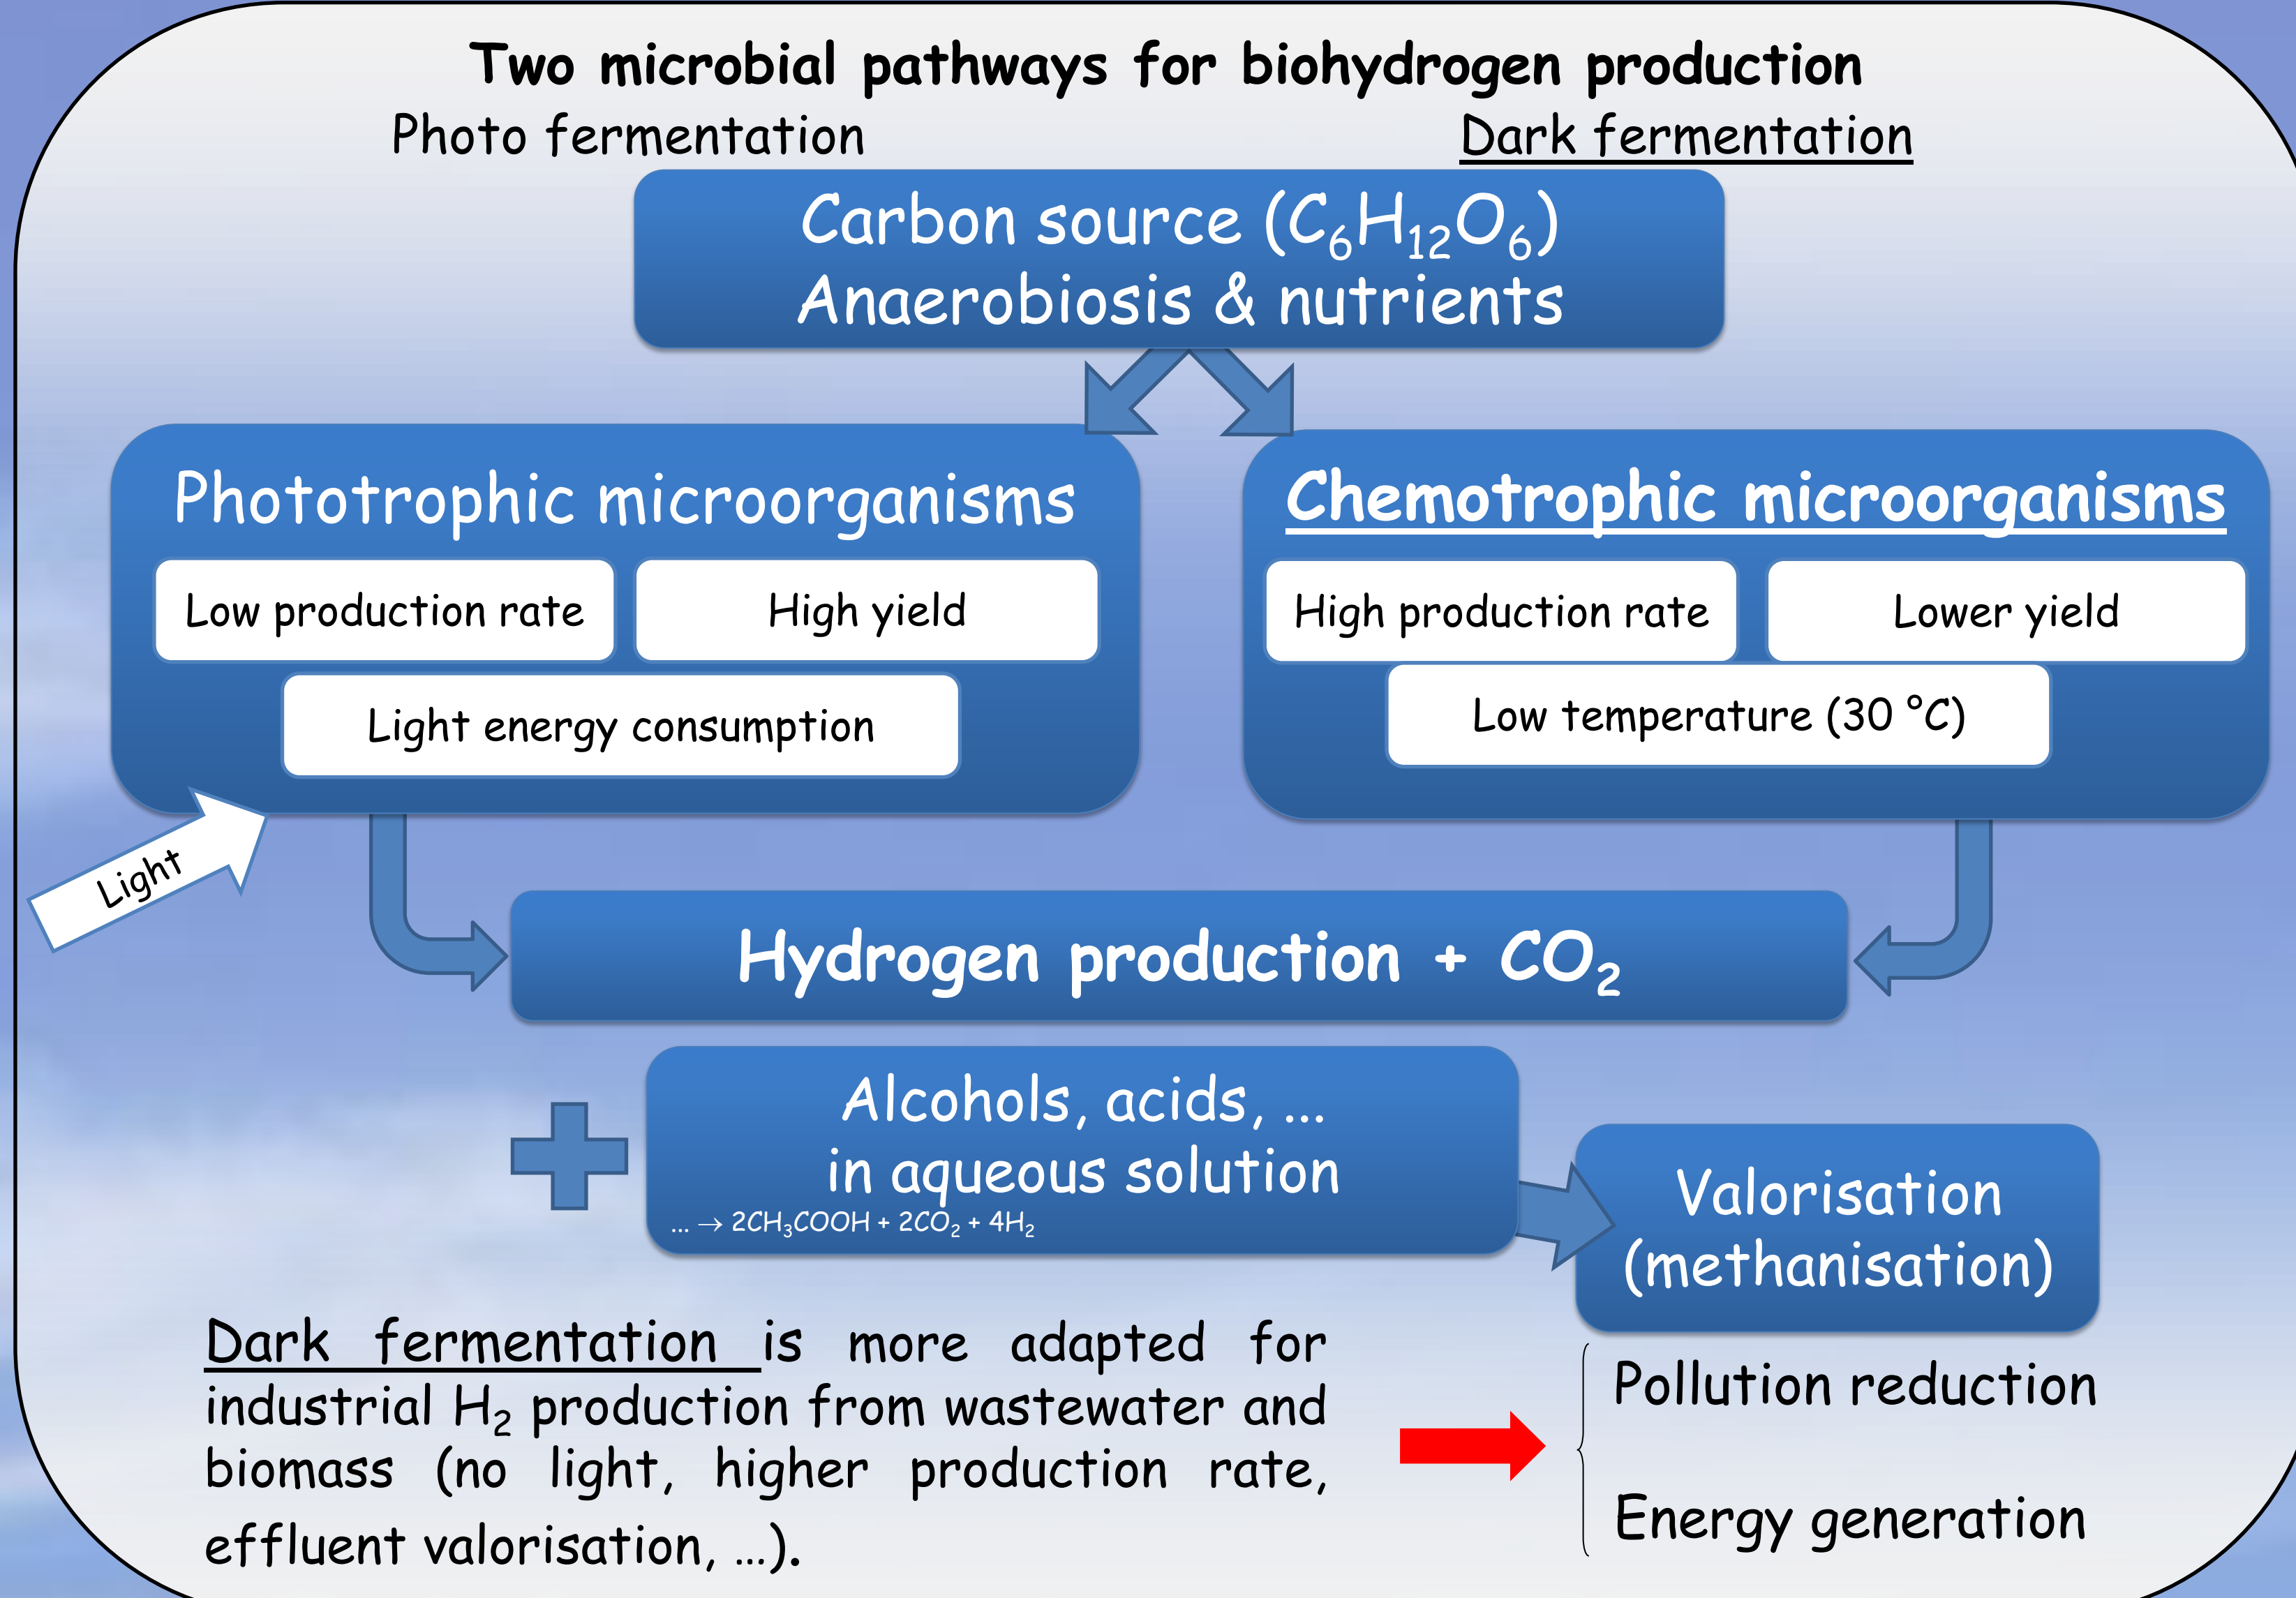 Two microbial pathways for biohydrogen production
Photo fermentation
Dark fermentation
Carbon source (C₆H₁₂O₆)
Anaerobiosis & nutrients
Phototrophic microorganisms
Low production rate
High yield
Light energy consumption
Chemotrophic microorganisms
High production rate
Lower yield
Low temperature (30 °C)
Light
Hydrogen production + CO₂
Alcohols, acids, ...
in aqueous solution
... → 2CH₃COOH + 2CO₂ + 4H₂
Valorisation
(methanisation)
Dark fermentation is more adapted for
industrial H₂ production from wastewater and
biomass (no light, higher production rate,
effluent valorisation, ...).
Pollution reduction
Energy generation